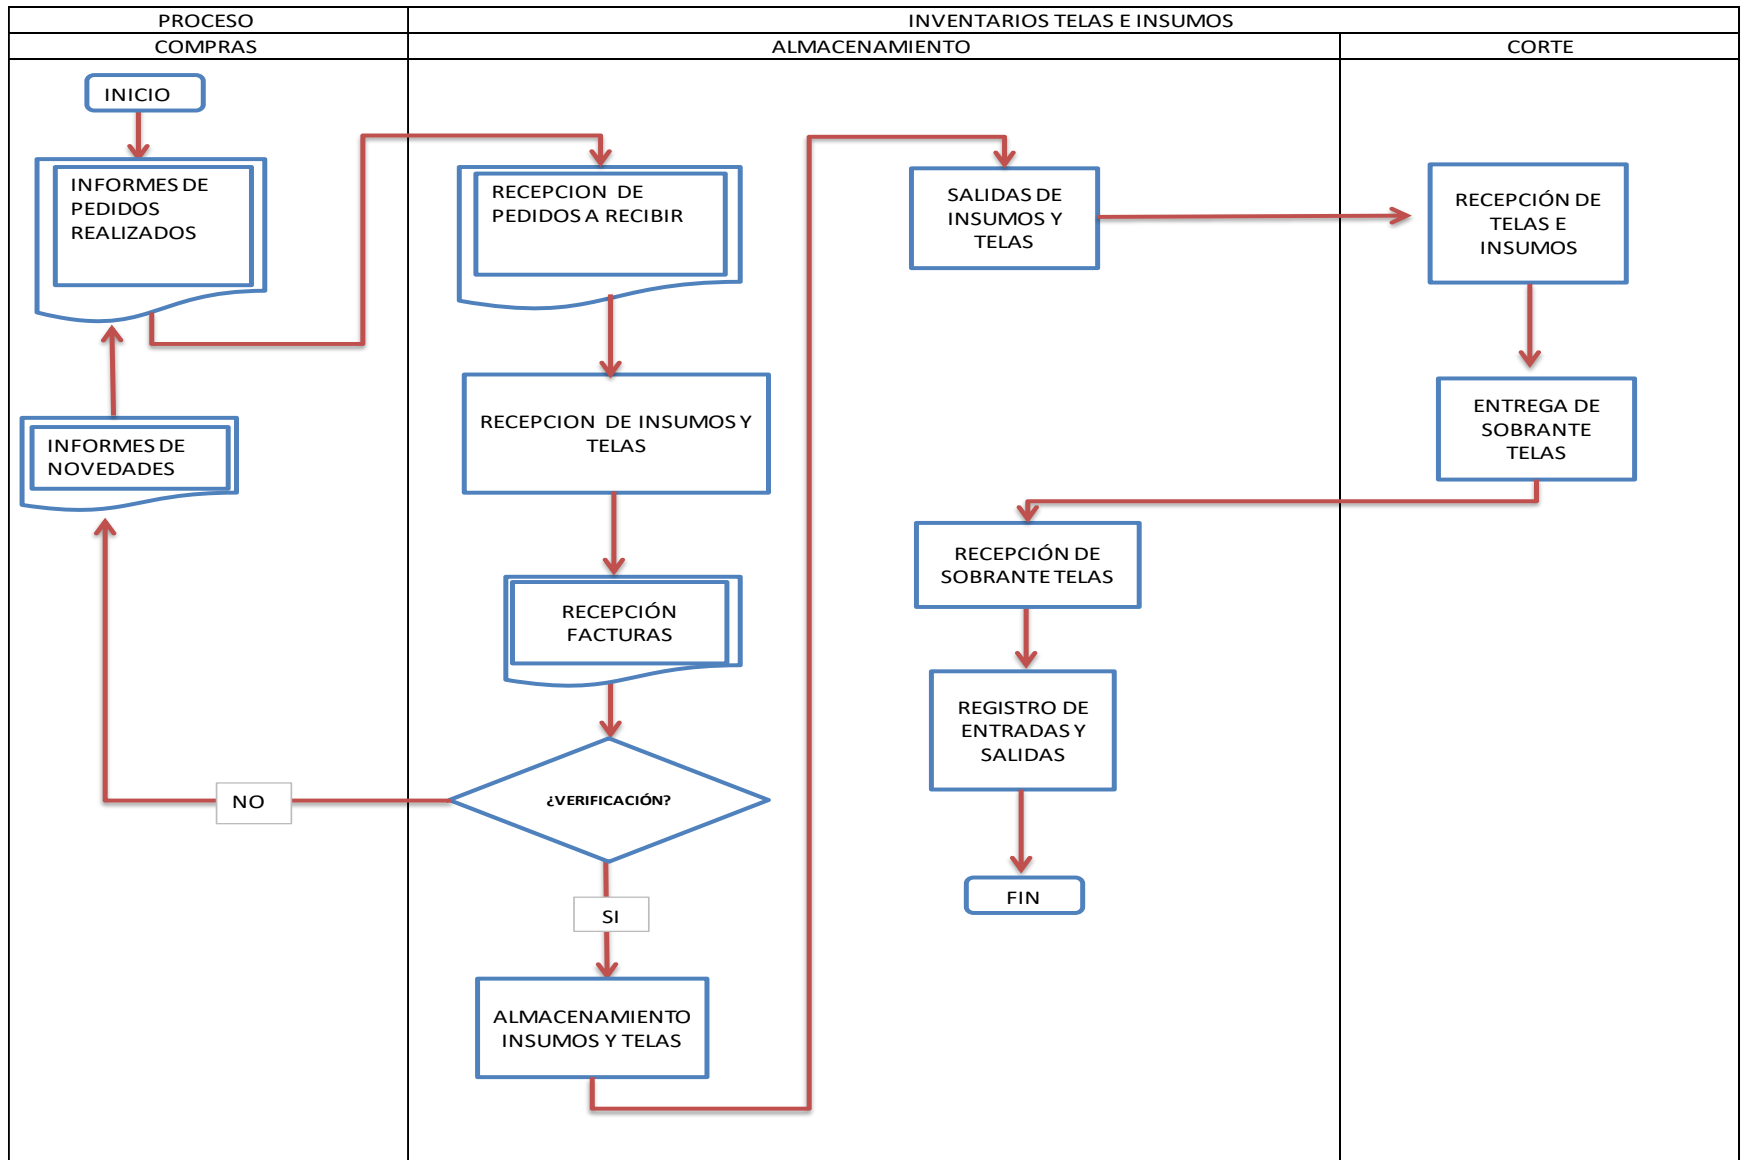 PROCESO
INVENTARIOS TELAS E INSUMOS
COMPRAS
ALMACENAMIENTO
CORTE
INICIO
INFORMES DE
PEDIDOS
REALIZADOS
INFORMES DE
NOVEDADES
NO
RECEPCION DE
PEDIDOS A RECIBIR
RECEPCION DE INSUMOS Y
TELAS
RECEPCIÓN
FACTURAS
¿VERIFICACIÓN?
SI
ALMACENAMIENTO
INSUMOS Y TELAS
SALIDAS DE
INSUMOS Y
TELAS
RECEPCIÓN DE
TELAS E
INSUMOS
ENTREGA DE
SOBRANTE
TELAS
RECEPCIÓN DE
SOBRANTE TELAS
REGISTRO DE
ENTRADAS Y
SALIDAS
FIN